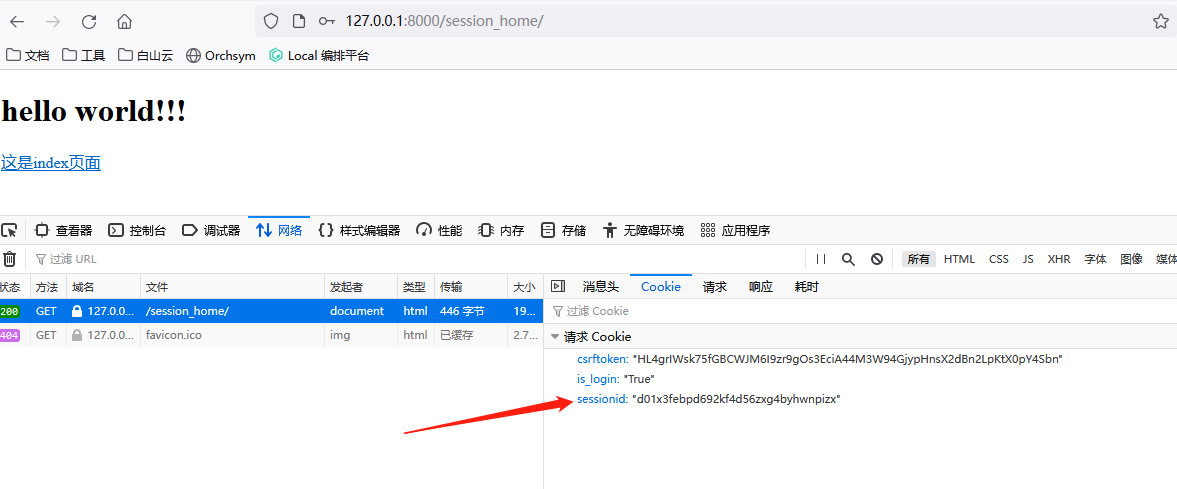 127.0.0.1:8000/session_home/
文档 工具 白山云 Orchsym Local 编排平台
hello world!!!
这是index页面
查看器 控制台 调试器 网络 样式编辑器 性能 内存 存储 无障碍环境 应用程序
过滤 URL 所有 HTML CSS JS XHR 字体 图像 媒体
状态 方法 域名 文件 发起者 类型 传输 大小 消息头 Cookie 请求 响应 耗时
200 GET 127.0.0... /session_home/ document html 446 字节 19... 过滤 Cookie
404 GET 127.0.0... favicon.ico img html 已缓存 2.7... 请求 Cookie
csrftoken: "HL4grIWsk75fGBCWJM6I9zr9gOs3EciA44M3W94GjypHnsX2dBn2LpKtX0pY4Sbn"
is_login: "True"
sessionid: "d01x3febpd692kf4d56zxg4byhwnpizx"